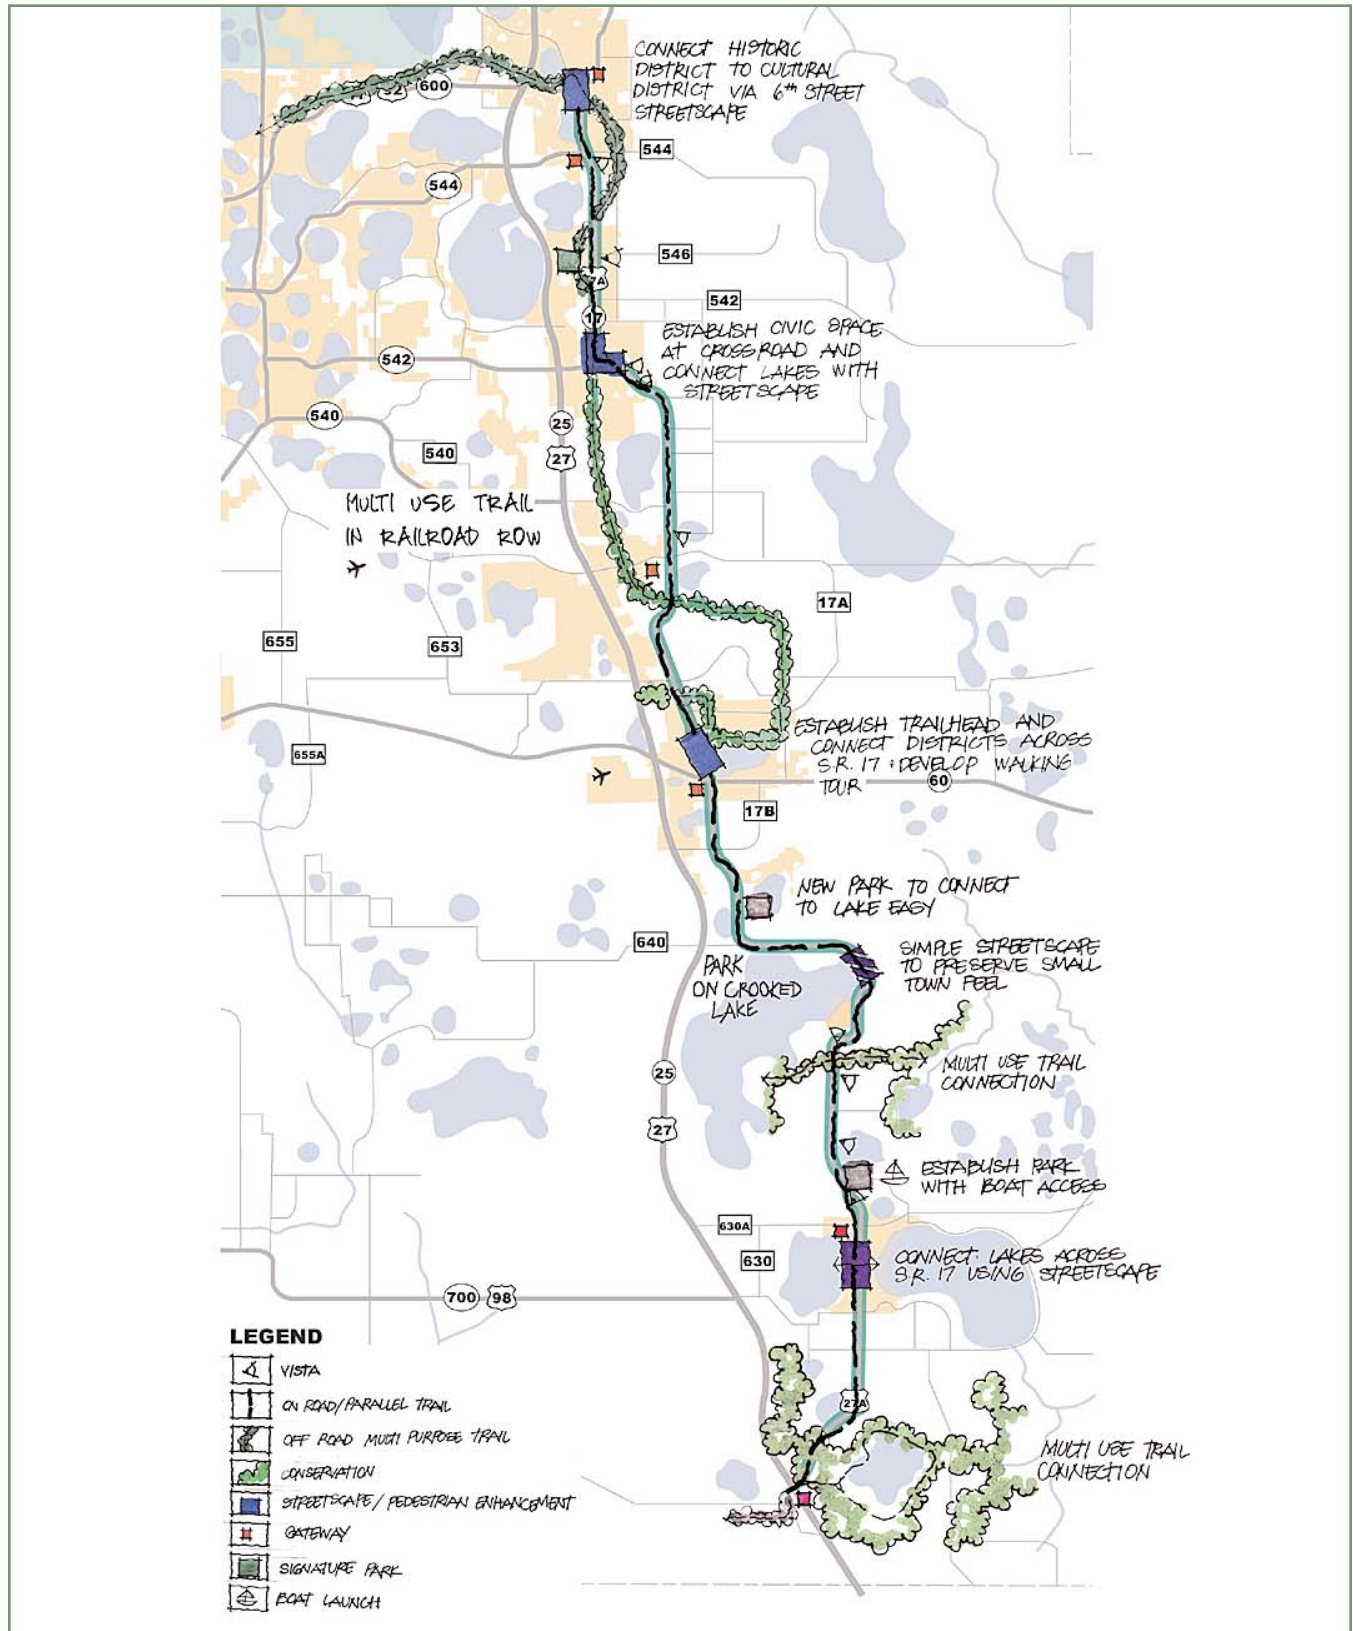 CONNECT HISTORIC
DISTRICT TO CULTURAL
DISTRICT VIA 6th STREET
STREETSCAPE
600
544
544
546
17
542
ESTABLISH CIVIC SPACE
AT CROSSROAD AND
CONNECT LAKES WITH
STREETSCAPE
542
540
25
540
27
MULTI USE TRAIL
IN RAILROAD ROW
17A
655
653
ESTABLISH TRAILHEAD AND
CONNECT DISTRICTS ACROSS
S.R. 17 : DEVELOP WALKING
TOUR
655A
60
17B
NEW PARK TO CONNECT
TO LAKE EASY
640
SIMPLE STREETSCAPE
TO PRESERVE SMALL
TOWN FEEL
PARK
ON CROOKED
LAKE
MULTI USE TRAIL
CONNECTION
25
27
ESTABLISH PARK
WITH BOAT ACCESS
630A
630
CONNECT LAKES ACROSS
S.R. 17 USING STREETSCAPE
700
98
27A
MULTI USE TRAIL
CONNECTION
LEGEND
VISTA
ON ROAD/PARALLEL TRAIL
OFF ROAD MULTI PURPOSE TRAIL
CONSERVATION
STREETSCAPE / PEDESTRIAN ENHANCEMENT
GATEWAY
SIGNATURE PARK
BOAT LAUNCH